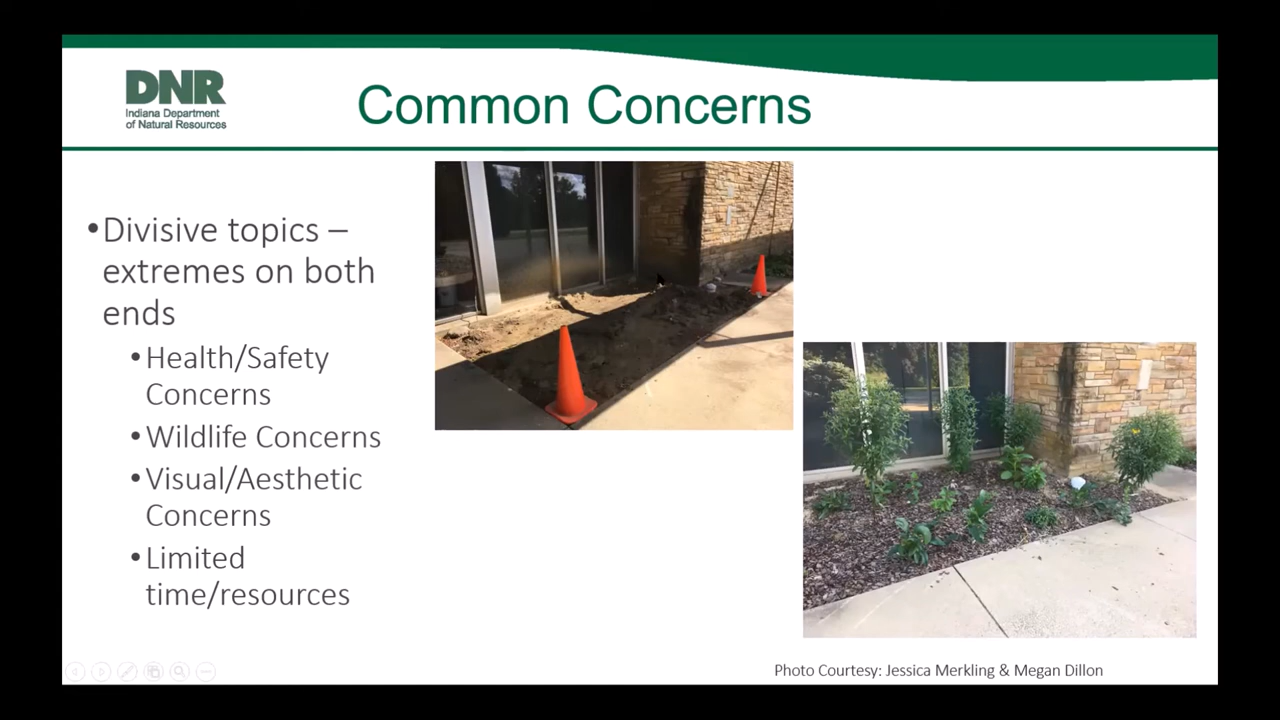 DNR
Indiana Department
of Natural Resources
Common Concerns
•Divisive topics –
extremes on both
ends
•Health/Safety
Concerns
•Wildlife Concerns
•Visual/Aesthetic
Concerns
•Limited
time/resources
Photo Courtesy: Jessica Merkling & Megan Dillon